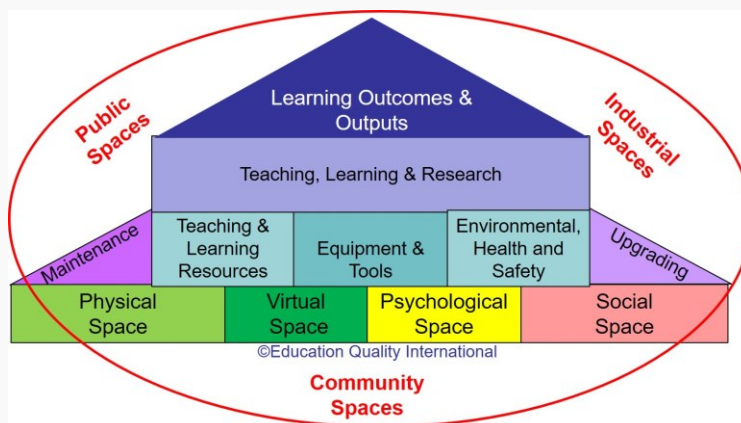 Learning Outcomes &
Outputs
Public
Spaces
Industrial
Spaces
Teaching, Learning & Research
Maintenance
Teaching &
Learning
Resources
Equipment &
Tools
Environmental,
Health and
Safety
Upgrading
Physical
Space
Virtual
Space
Psychological
Space
Social
Space
©Education Quality International
Community
Spaces